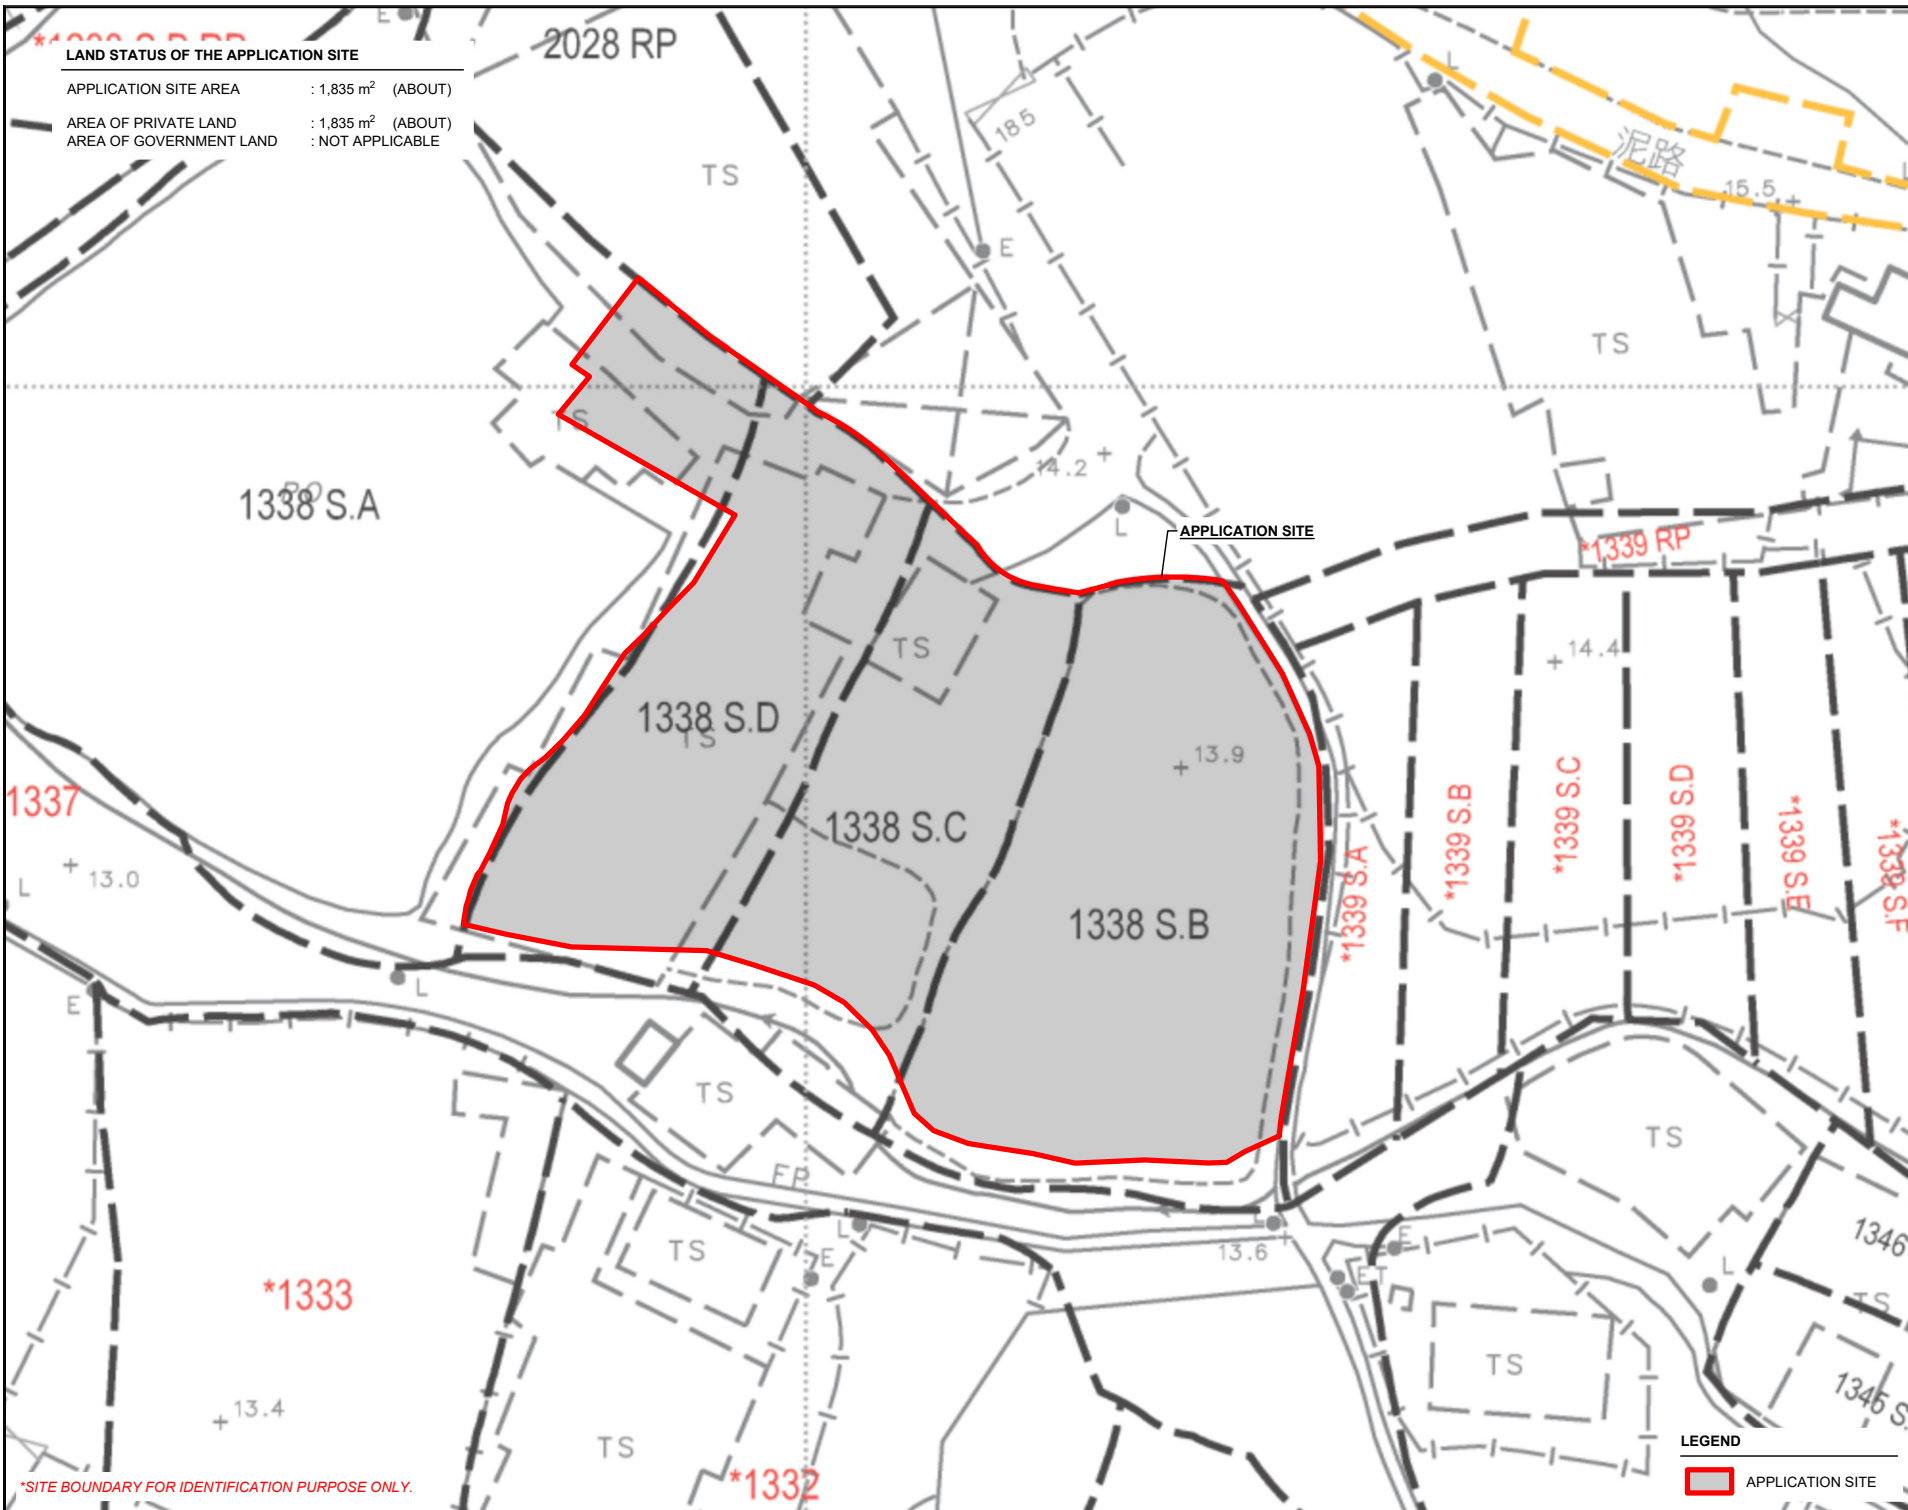 2028 RP
E
LAND STATUS OF THE APPLICATION SITE
APPLICATION SITE AREA : 1,835 m² (ABOUT)
AREA OF PRIVATE LAND : 1,835 m² (ABOUT)
AREA OF GOVERNMENT LAND : NOT APPLICABLE
L
185
泥路
TS
15.5
E
TS
TS
1338 S.A
14.2
L
APPLICATION SITE
*1339 RP
TS
14.4
1338 S.D
TS
13.9
1337
1338 S.C
*1339 S.B
*1339 S.C
*1339 S.D
*1339 S.E
*1339 S.F
*1339 S.A
13.0
L
1338 S.B
E
L
TS
TS
FP
L
E
TS
13.6
L
E
ET
L
1346
TS
*1333
TS
1345 S.
13.4
TS
*1332
LEGEND
APPLICATION SITE
*SITE BOUNDARY FOR IDENTIFICATION PURPOSE ONLY.